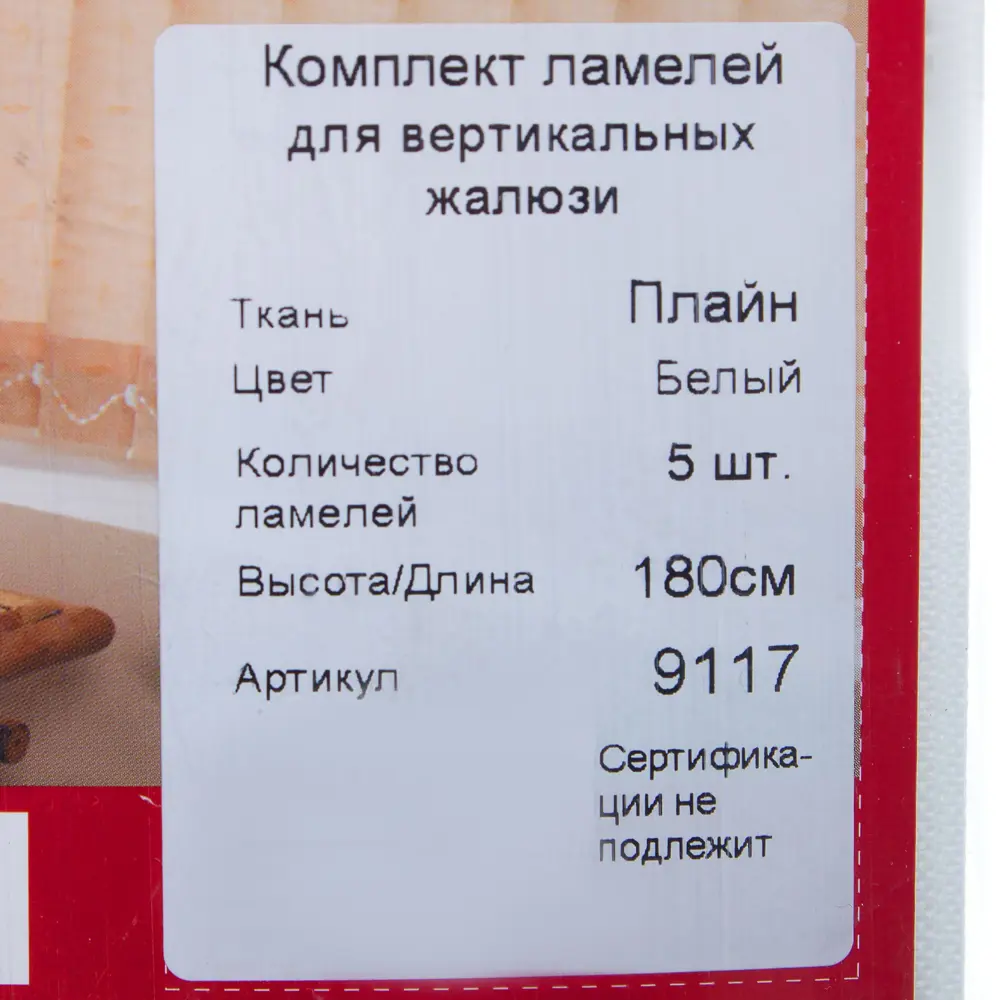 Комплект ламелей
для вертикальных
жалюзи
Ткань Плайн
Цвет Белый
Количество 5 шт.
ламелей
Высота/Длина 180см
Артикул 9117
Сертифика-
ции не
подлежит